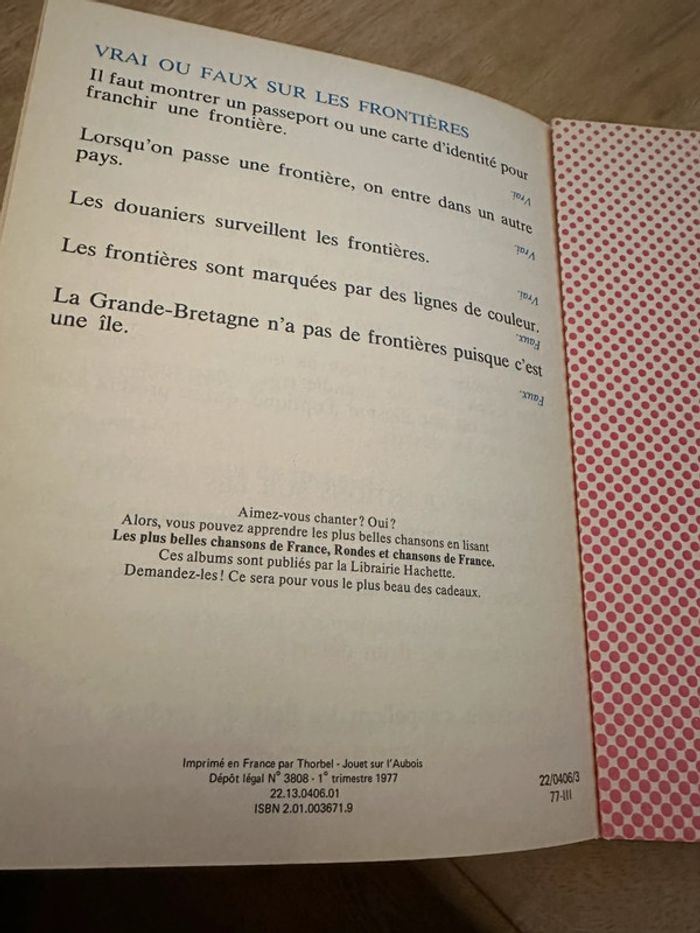 VRAI OU FAUX SUR LES FRONTIÈRES
Il faut montrer un passeport ou une carte d'identité pour
franchir une frontière.
Vrai.
Lorsqu'on passe une frontière, on entre dans un autre
pays.
Vrai.
Les douaniers surveillent les frontières.
Vrai.
Les frontières sont marquées par des lignes de couleur.
Faux.
La Grande-Bretagne n'a pas de frontières puisque c'est
une île.
Faux.
Aimez-vous chanter? Oui?
Alors, vous pouvez apprendre les plus belles chansons en lisant
Les plus belles chansons de France, Rondes et chansons de France.
Ces albums sont publiés par la Librairie Hachette.
Demandez-les! Ce sera pour vous le plus beau des cadeaux.
Imprimé en France par Thorbel - Jouet sur l'Aubois
Dépôt légal N° 3808 - 1° trimestre 1977
22.13.0406.01
ISBN 2.01.003671.9
22/0406/3
77-III